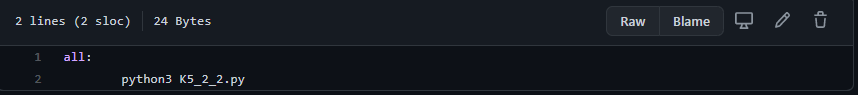 2 lines (2 sloc) 24 Bytes Raw Blame
1 all:
2 python3 K5_2_2.py